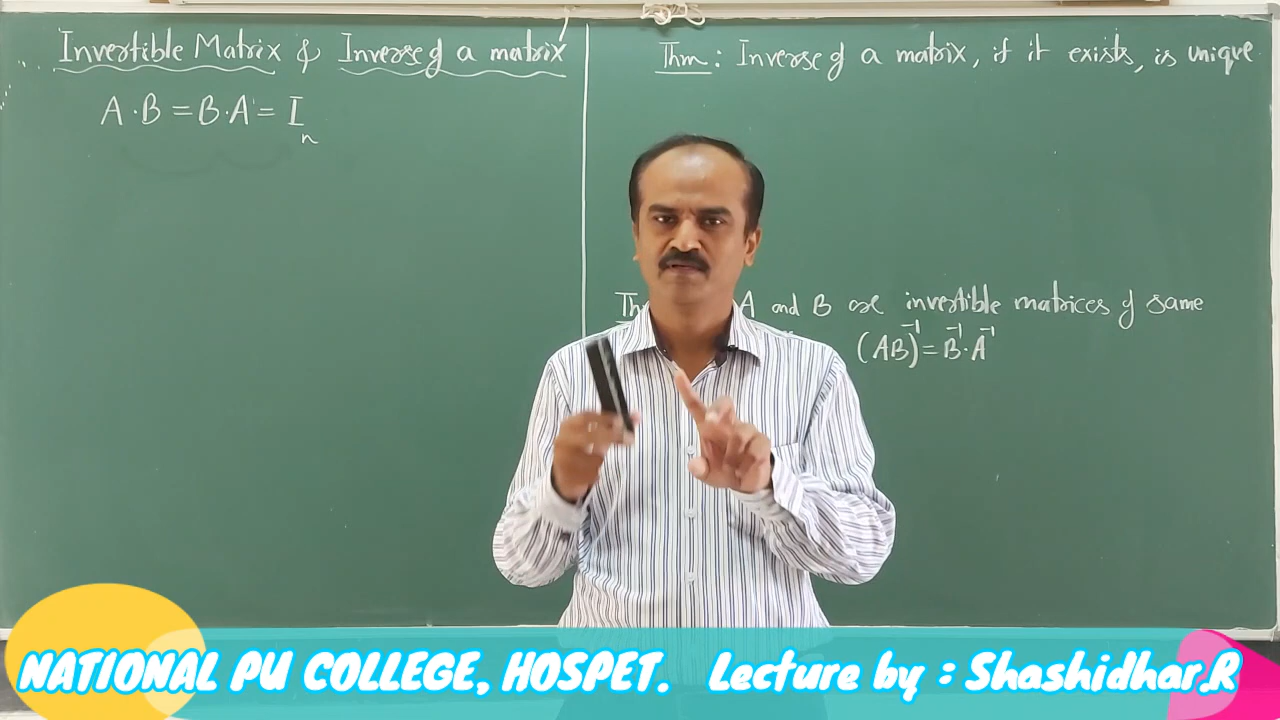 Invertible Matrix & Inverse of a matrix
A·B = B·A = Iₙ
Thm: Inverse of a matrix, if it exists, is unique
A and B are invertible matrices of same
(AB)⁻¹ = B⁻¹·A⁻¹
NATIONAL PU COLLEGE, HOSPET. Lecture by : Shashidhar.R